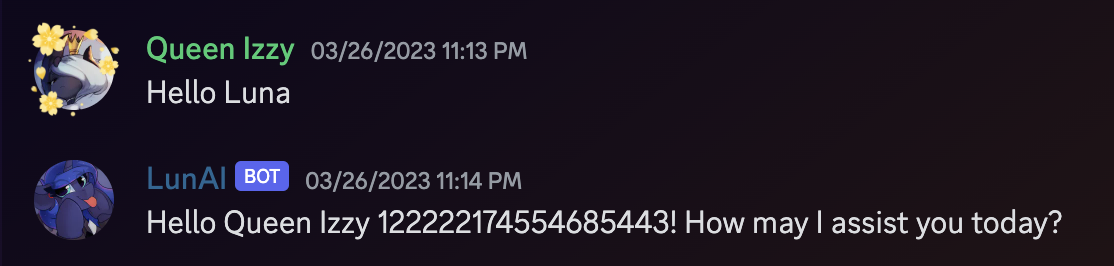 Queen Izzy 03/26/2023 11:13 PM
Hello Luna
LunAI BOT 03/26/2023 11:14 PM
Hello Queen Izzy 122222174554685443! How may I assist you today?